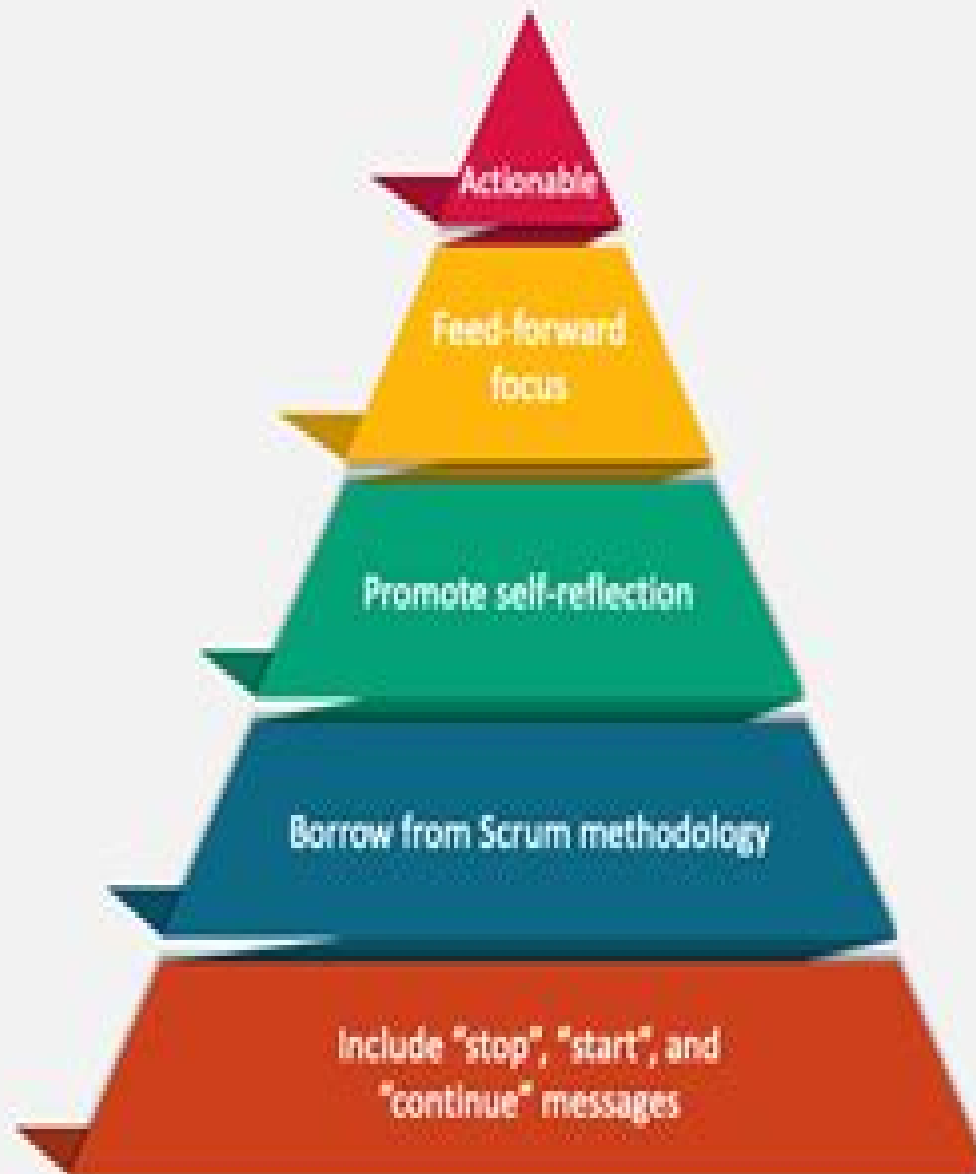 Actionable
Feed-forward
focus
Promote self-reflection
Borrow from Scrum methodology
Include "stop", "start", and
"continue" messages